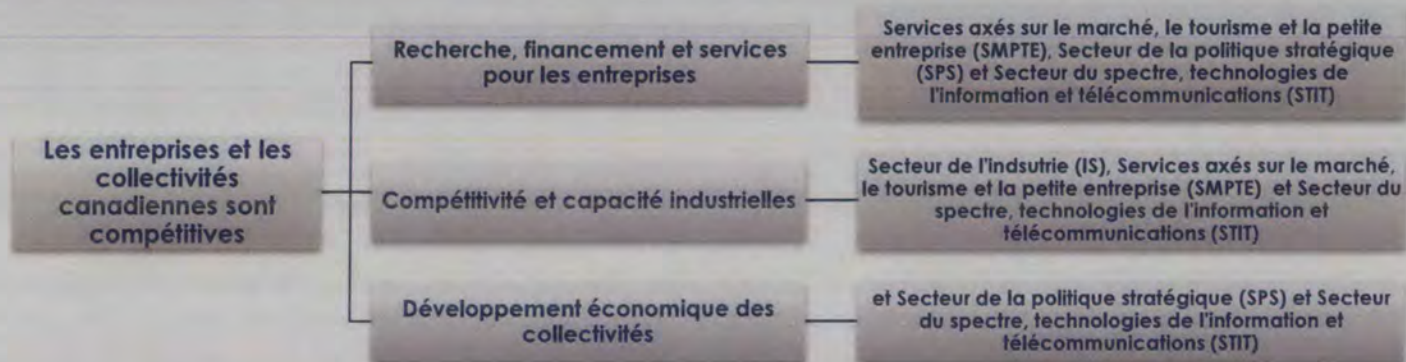 Les entreprises et les
collectivités
canadiennes sont
compétitives
Recherche, financement et services
pour les entreprises
Services axés sur le marché, le tourisme et la petite
entreprise (SMPTE), Secteur de la politique stratégique
(SPS) et Secteur du spectre, technologies de
l'information et télécommunications (STIT)
Compétitivité et capacité industrielles
Secteur de l'indsutrie (IS), Services axés sur le marché,
le tourisme et la petite entreprise (SMPTE) et Secteur du
spectre, technologies de l'information et
télécommunications (STIT)
Développement économique des
collectivités
et Secteur de la politique stratégique (SPS) et Secteur
du spectre, technologies de l'information et
télécommunications (STIT)